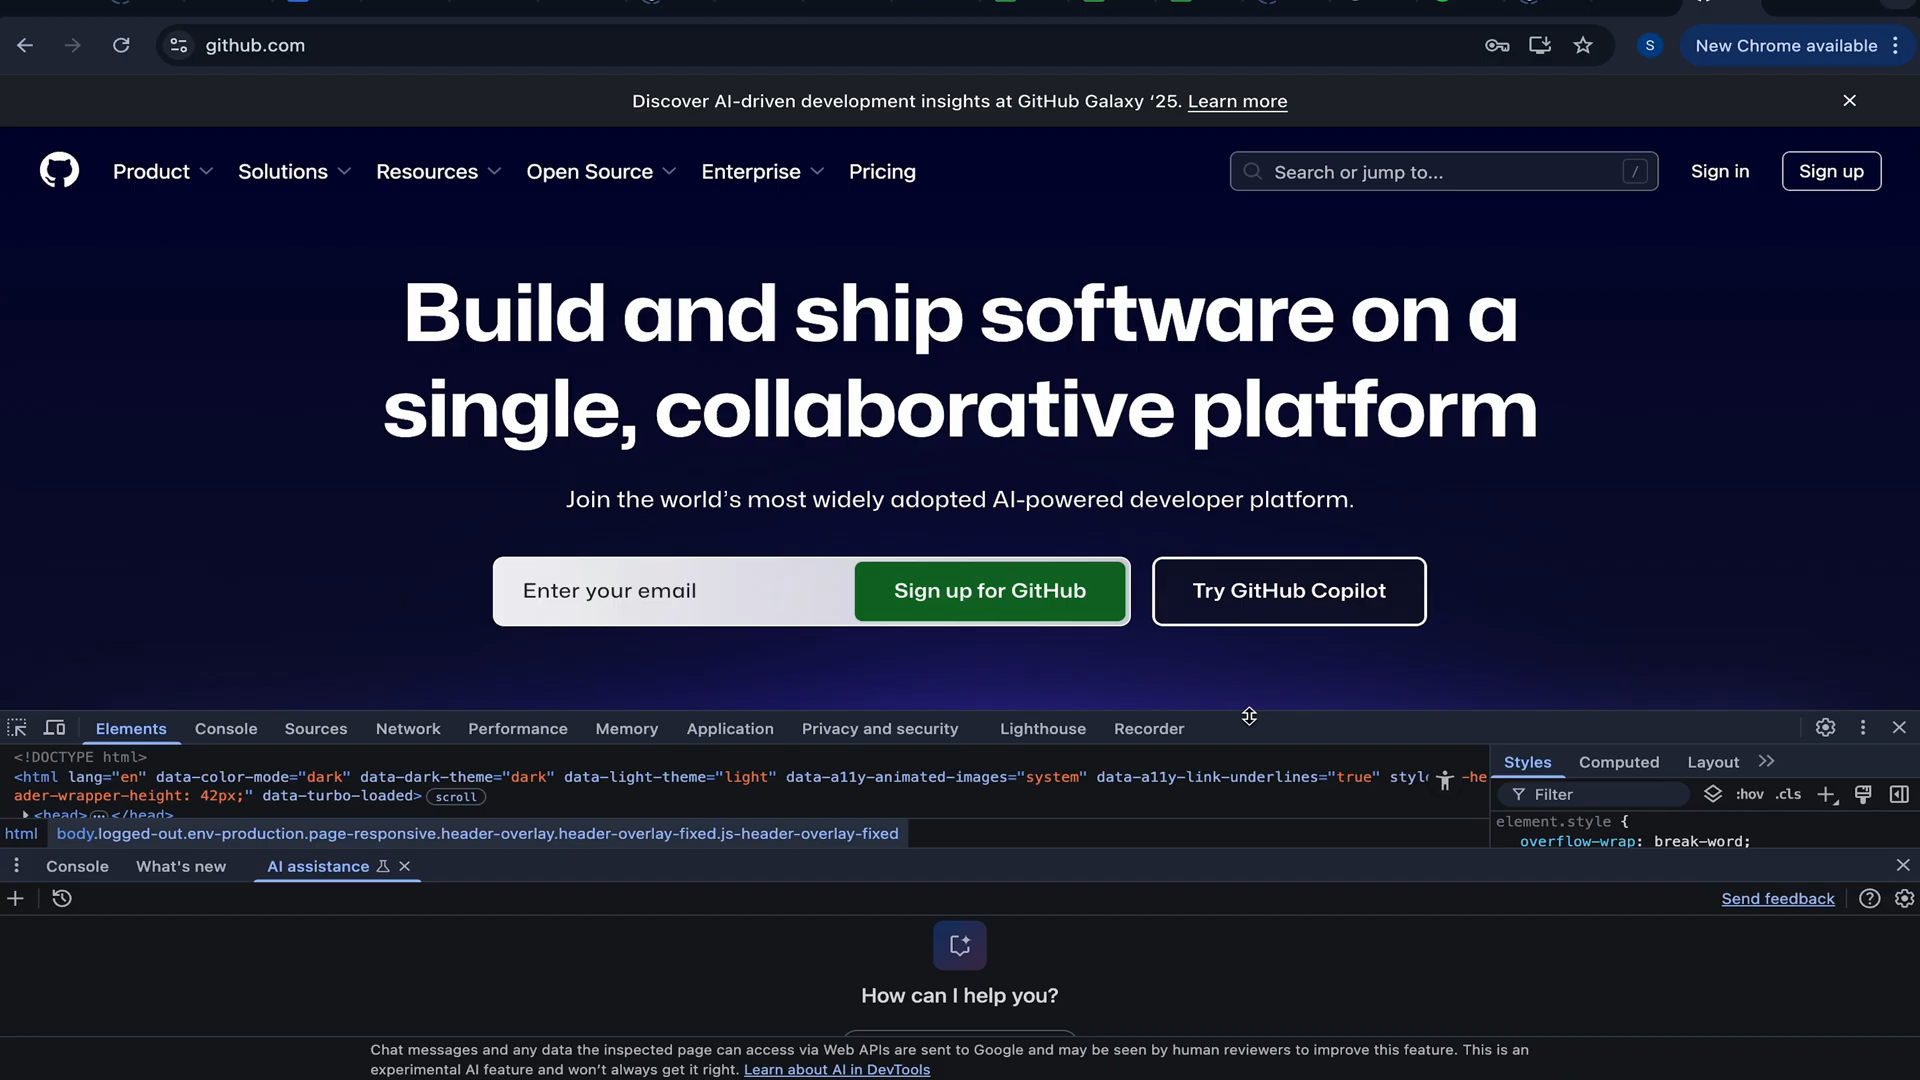 github.com
S
New Chrome available
Discover AI-driven development insights at GitHub Galaxy ‘25. Learn more
Product
Solutions
Resources
Open Source
Enterprise
Pricing
Search or jump to...
/
Sign in
Sign up
Build and ship software on a
single, collaborative platform
Join the world’s most widely adopted AI-powered developer platform.
Enter your email
Sign up for GitHub
Try GitHub Copilot
Elements
Console
Sources
Network
Performance
Memory
Application
Privacy and security
Lighthouse
Recorder
<!DOCTYPE html>
<html lang="en" data-color-mode="dark" data-dark-theme="dark" data-light-theme="light" data-a11y-animated-images="system" data-a11y-link-underlines="true" style -he
ader-wrapper-height: 42px;" data-turbo-loaded> scroll
<head> … </head>
html
body.logged-out.env-production.page-responsive.header-overlay.header-overlay-fixed.js-header-overlay-fixed
Styles
Computed
Layout
Filter
:hov
.cls
element.style {
overflow-wrap: break-word;
Console
What's new
AI assistance
Send feedback
How can I help you?
Chat messages and any data the inspected page can access via Web APIs are sent to Google and may be seen by human reviewers to improve this feature. This is an
experimental AI feature and won’t always get it right. Learn about AI in DevTools